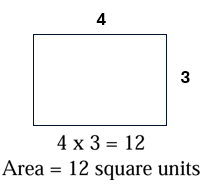 4
3
4 x 3 = 12
Area = 12 square units